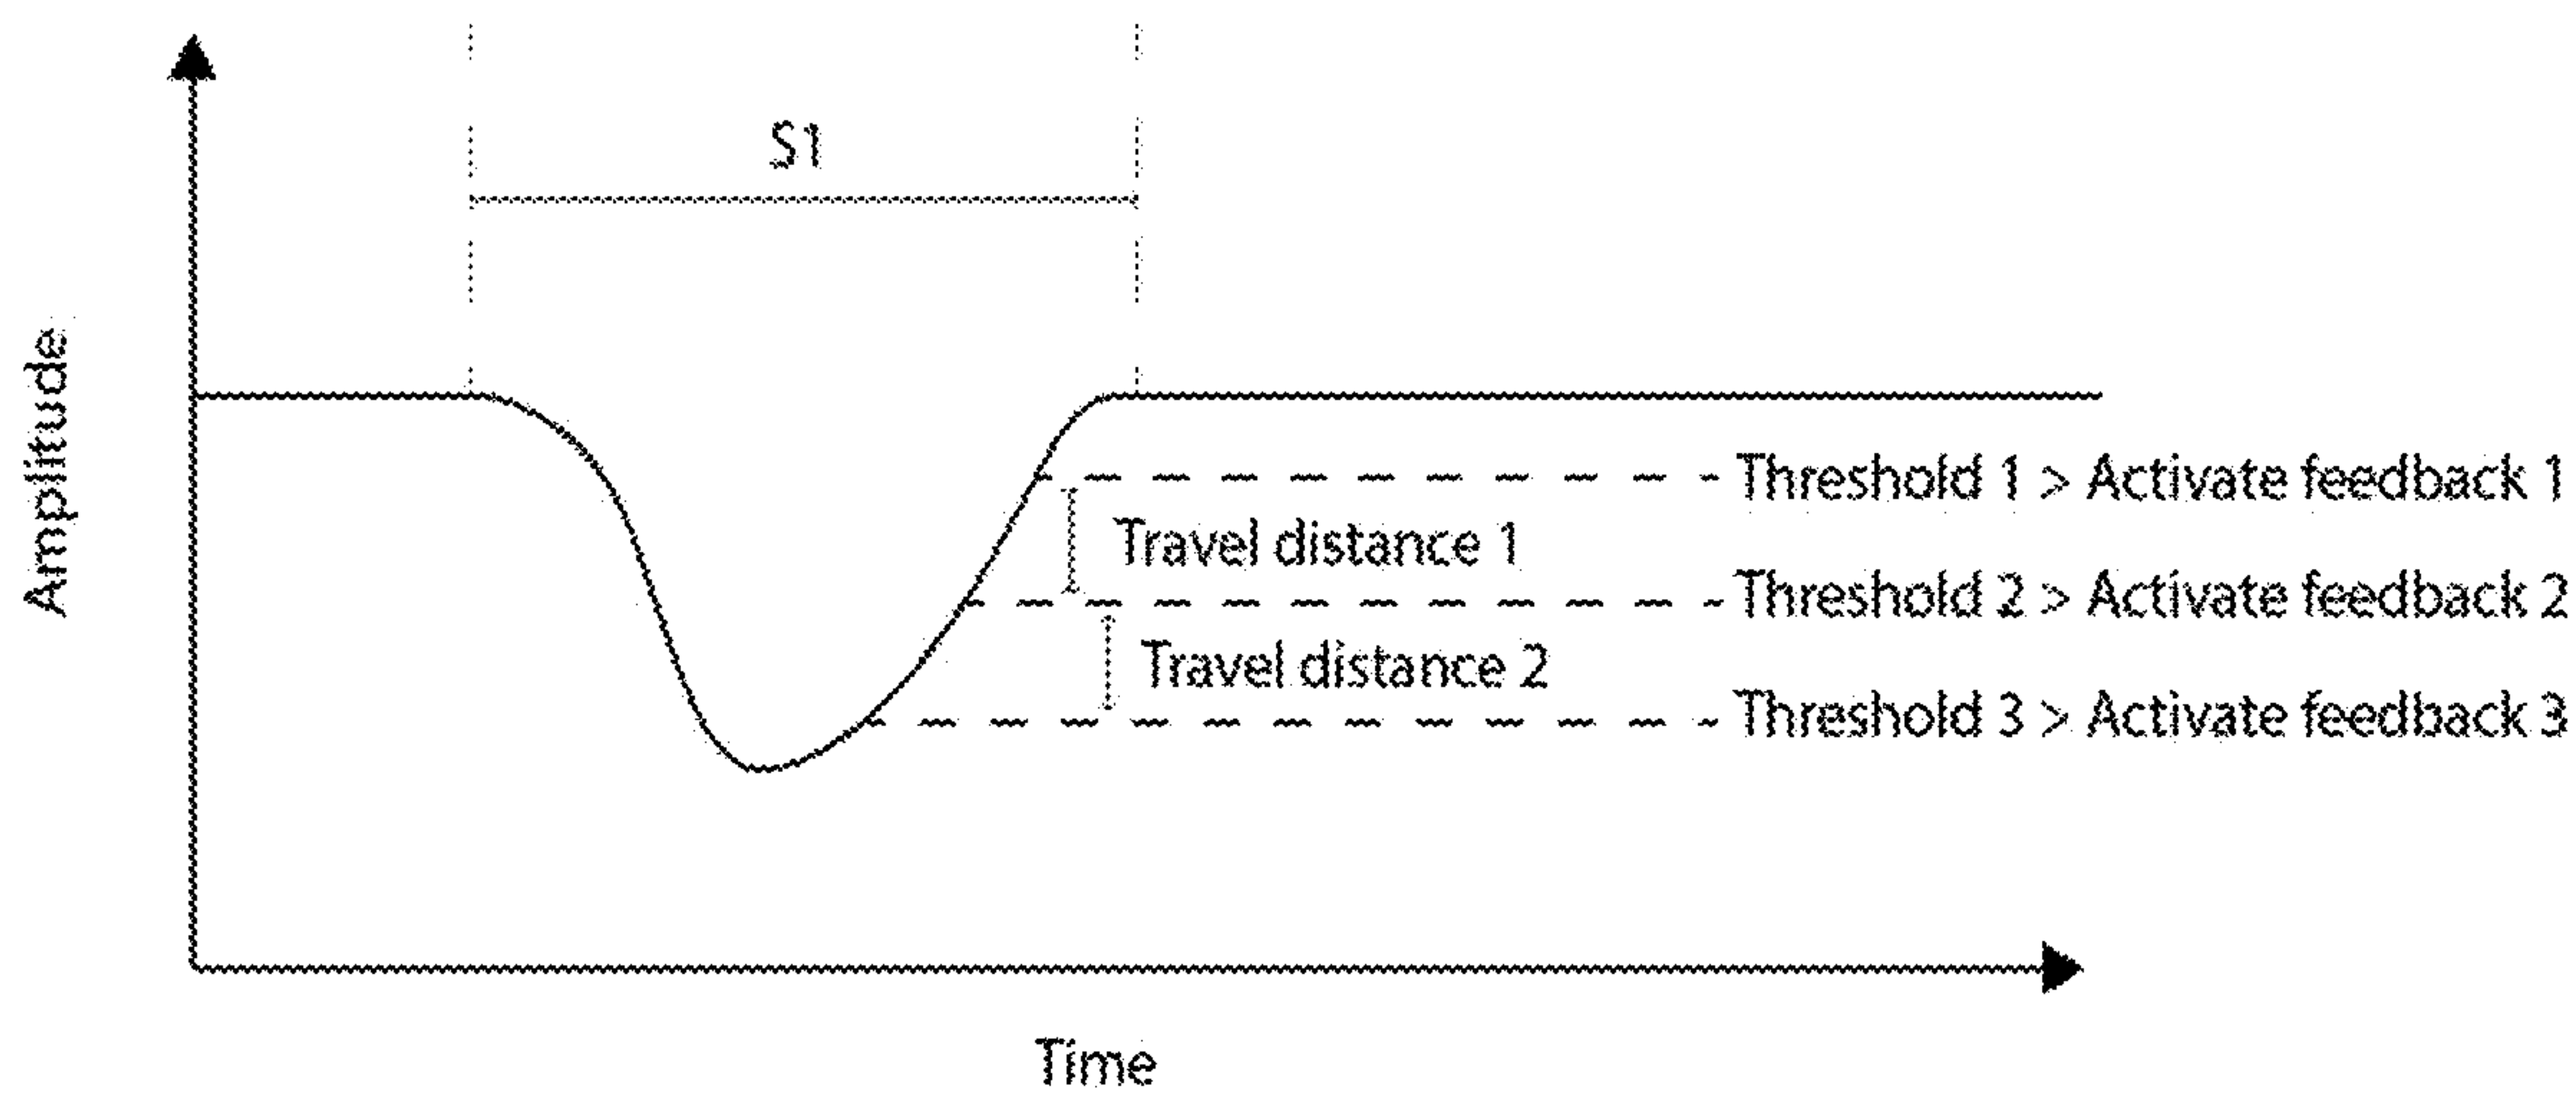 S1
Amplitude
Threshold 1 > Activate feedback 1
Travel distance 1
Threshold 2 > Activate feedback 2
Travel distance 2
Threshold 3 > Activate feedback 3
Time